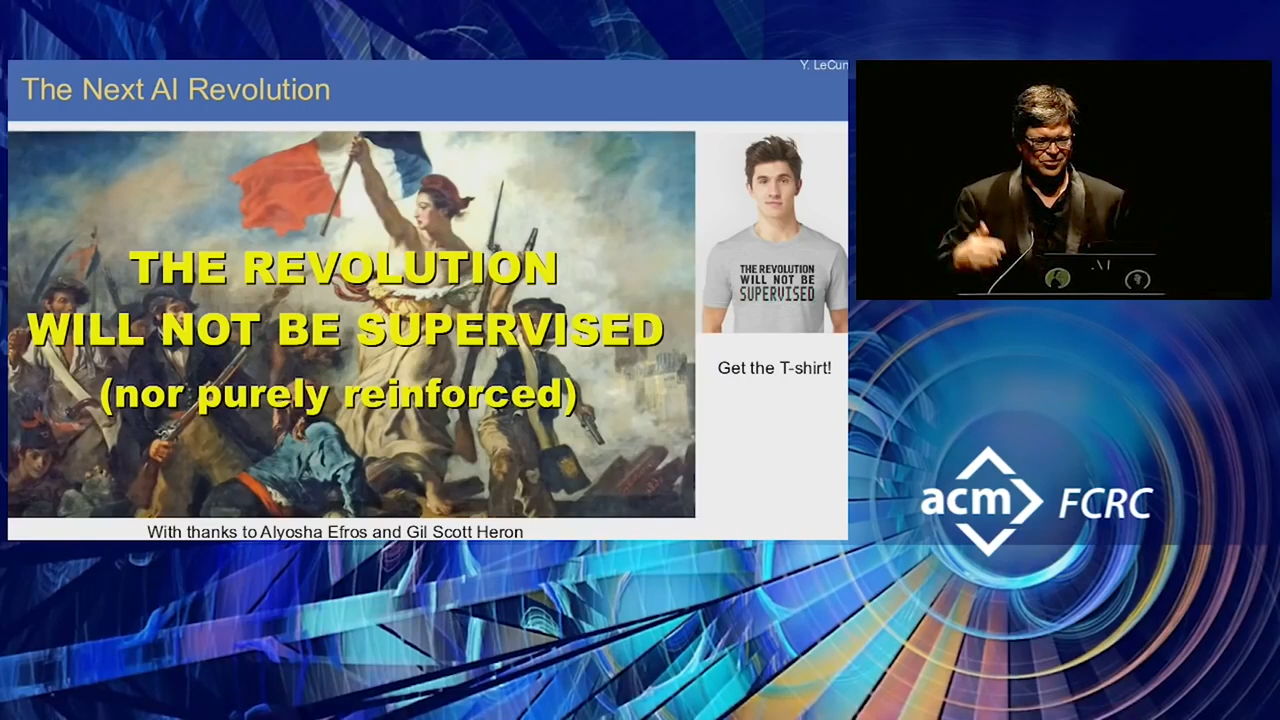 Y. LeCun
The Next AI Revolution
THE REVOLUTION
WILL NOT BE SUPERVISED
(nor purely reinforced)
THE REVOLUTION
WILL NOT BE
SUPERVISED
Get the T-shirt!
With thanks to Alyosha Efros and Gil Scott Heron
acm FCRC